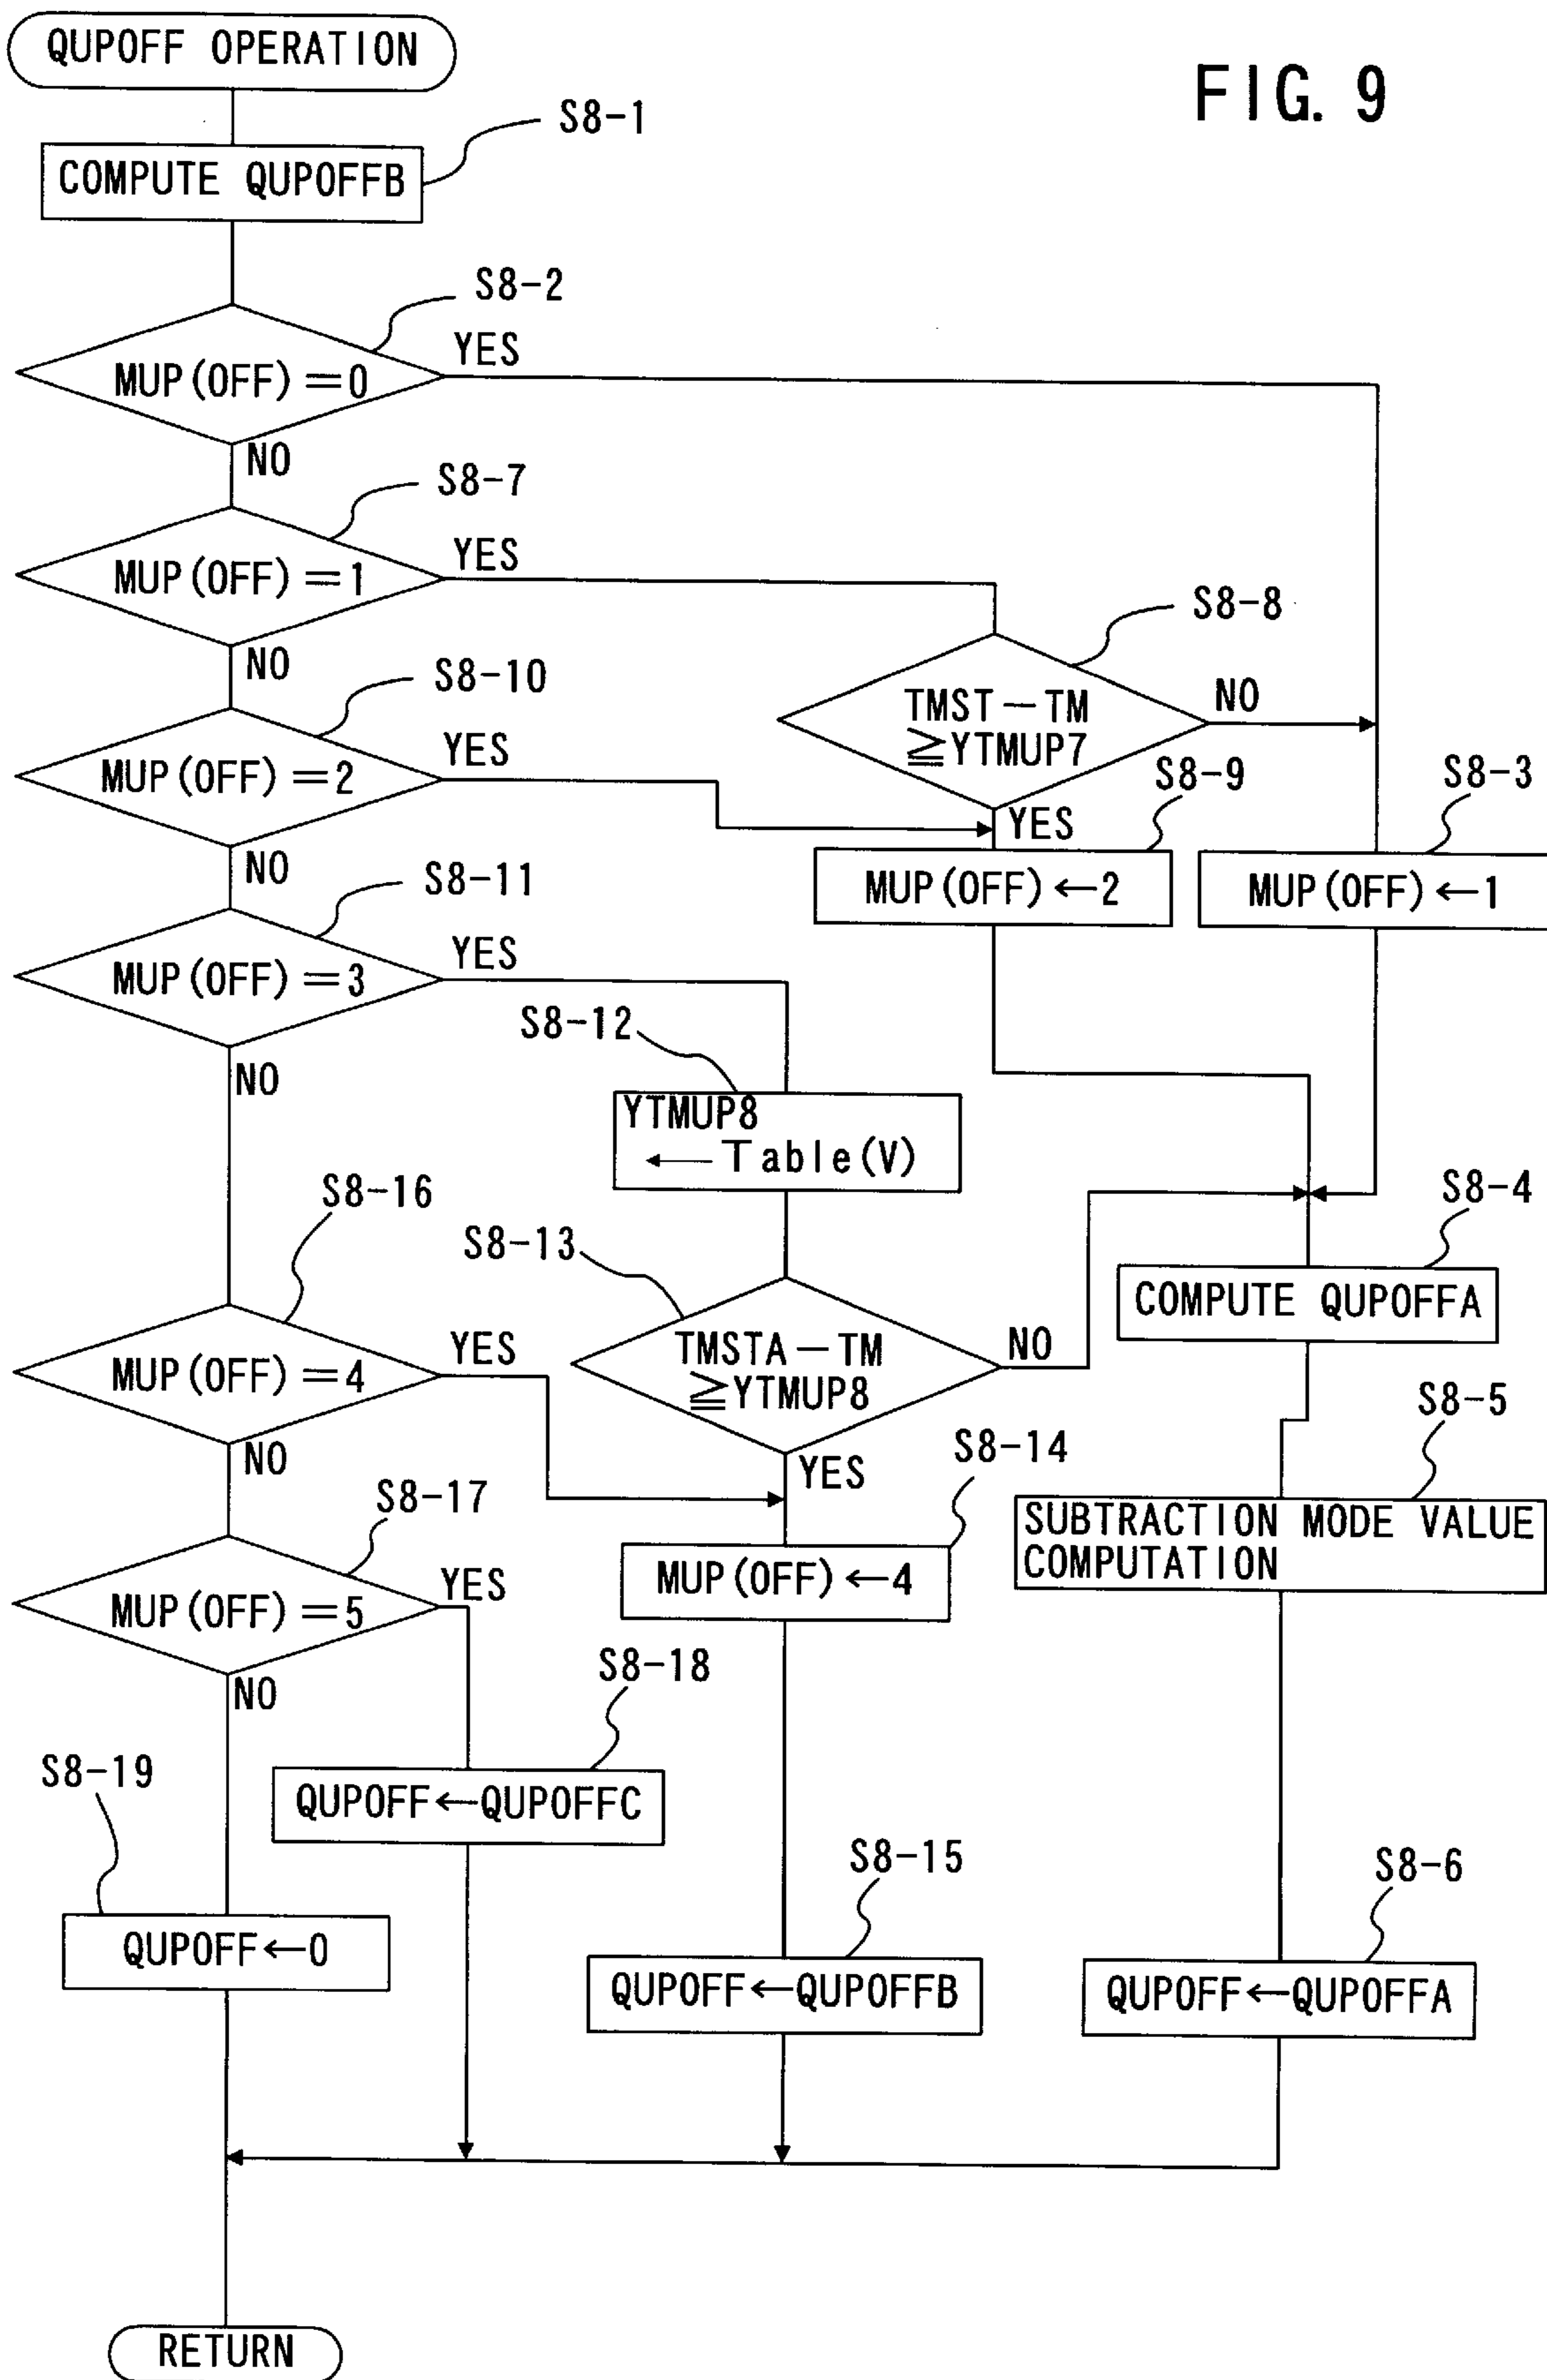 QUPOFF OPERATION
FIG. 9
S8-1
COMPUTE QUPOFFB
S8-2
YES
MUP(OFF)=0
NO
S8-7
YES
MUP(OFF)=1
S8-8
NO
S8-10
TMST-TM
≧YTMUP7
NO
YES
MUP(OFF)=2
S8-9
S8-3
YES
NO
S8-11
MUP(OFF)←2
MUP(OFF)←1
YES
MUP(OFF)=3
S8-12
NO
YTMUP8
←Table(V)
S8-16
S8-4
S8-13
COMPUTE QUPOFFA
YES
TMSTA-TM
≧YTMUP8
NO
MUP(OFF)=4
S8-5
NO
S8-14
YES
S8-17
SUBTRACTION MODE VALUE
COMPUTATION
MUP(OFF)←4
YES
MUP(OFF)=5
S8-18
NO
S8-19
QUPOFF←QUPOFFC
S8-15
S8-6
QUPOFF←0
QUPOFF←QUPOFFB
QUPOFF←QUPOFFA
RETURN